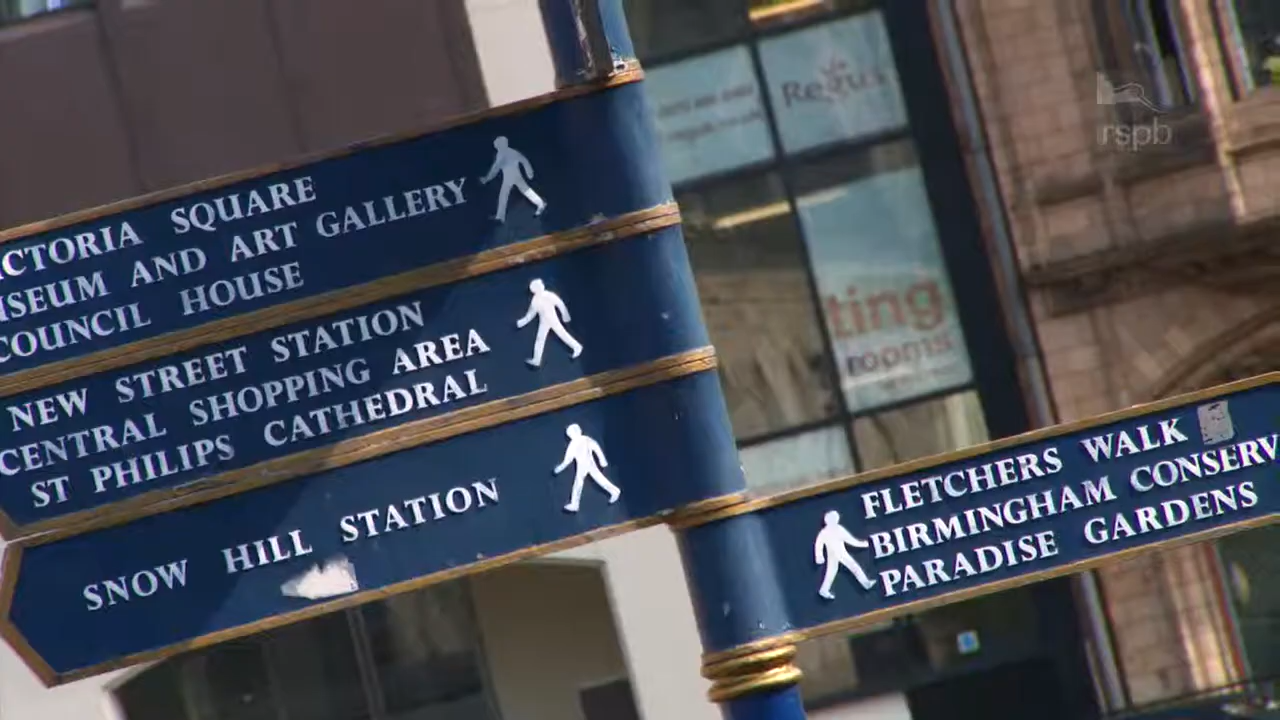 CTORIA SQUARE
USEUM AND ART GALLERY
COUNCIL HOUSE
NEW STREET STATION
CENTRAL SHOPPING AREA
ST PHILIPS CATHEDRAL
SNOW HILL STATION
FLETCHERS WALK
BIRMINGHAM CONSERV
PARADISE GARDENS
Regus
ting
rooms
rspb